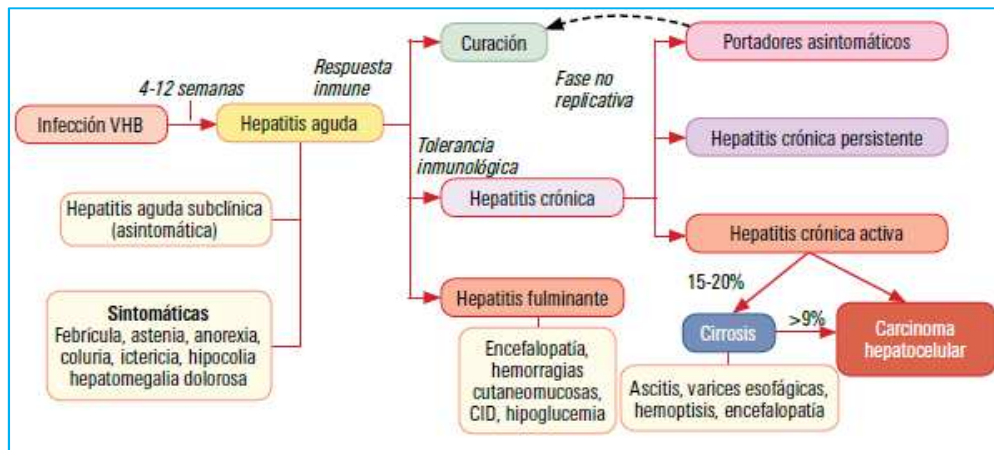 Infección VHB
4-12 semanas
Hepatitis aguda
Hepatitis aguda subclínica
(asintomática)
Sintomáticas
Febrícula, astenia, anorexia,
coluria, ictericia, hipocolia
hepatomegalia dolorosa
Respuesta
inmune
Curación
Tolerancia
inmunológica
Hepatitis crónica
Hepatitis fulminante
Encefalopatía,
hemorragias
cutaneomucosas,
CID, hipoglucemia
Fase no
replicativa
Portadores asintomáticos
Hepatitis crónica persistente
Hepatitis crónica activa
15-20%
Cirrosis
>9%
Carcinoma
hepatocelular
Ascitis, varices esofágicas,
hemoptisis, encefalopatía